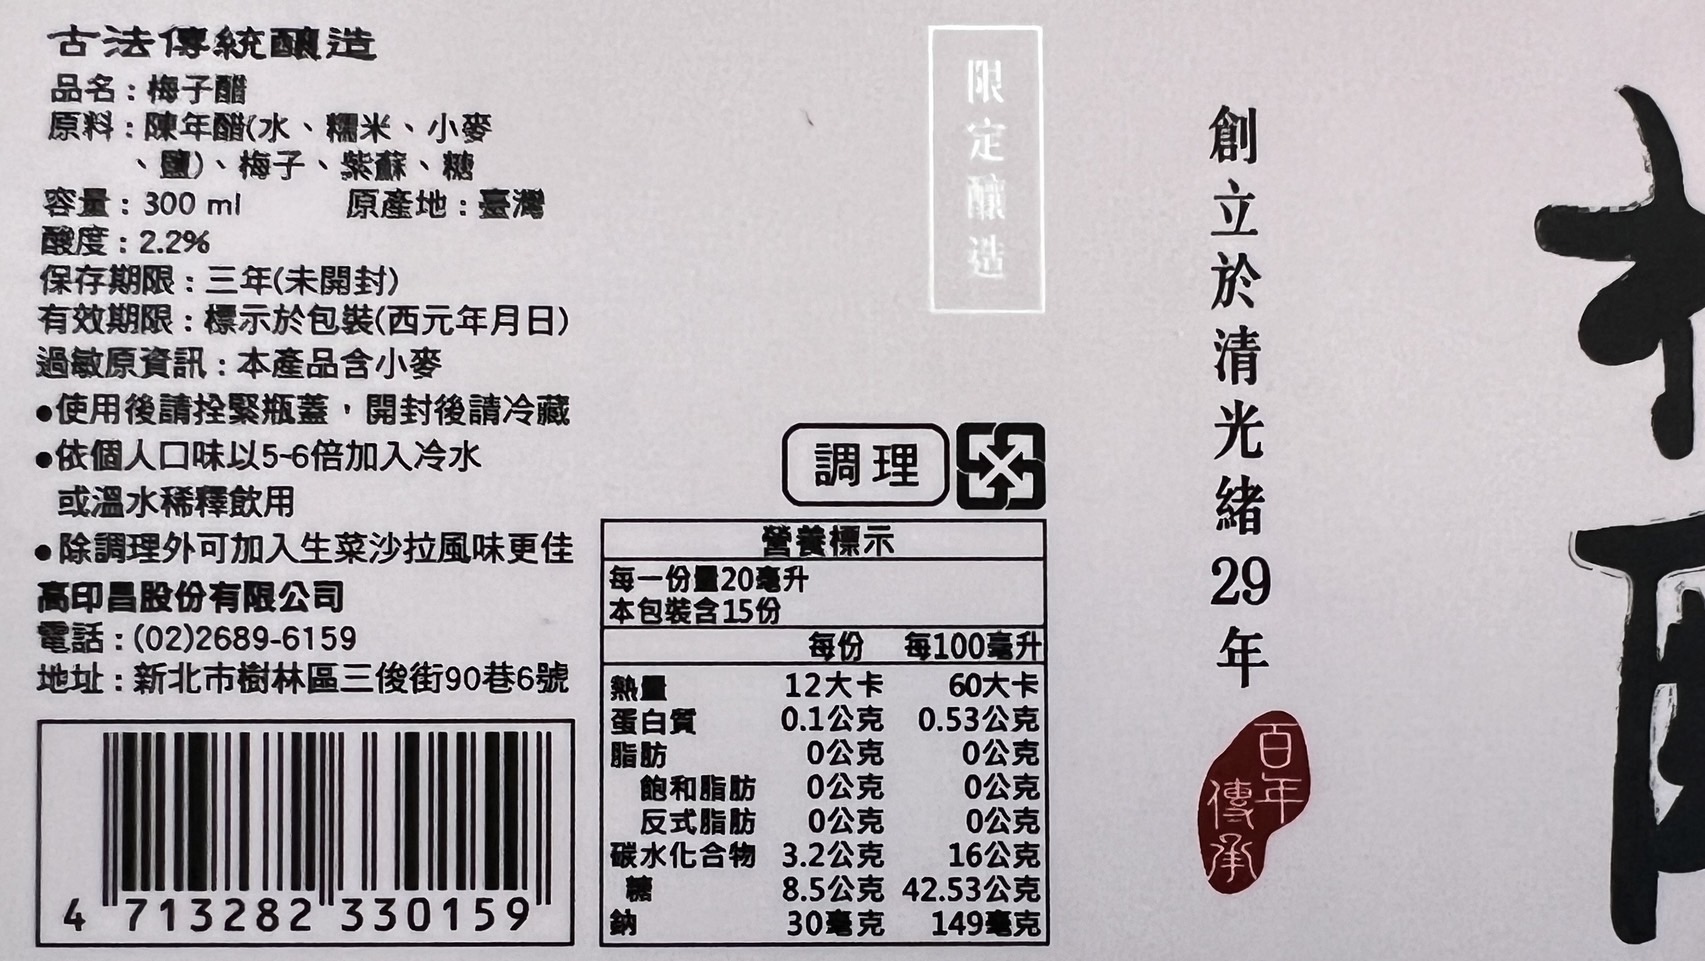 古法傳統釀造
品名：梅子醋
原料：陳年醋(水、糯米、小麥
、鹽)、梅子、紫蘇、糖
容量：300 ml 原產地：臺灣
酸度：2.2%
保存期限：三年(未開封)
有效期限：標示於包裝(西元年月日)
過敏原資訊：本產品含小麥
●使用後請拴緊瓶蓋，開封後請冷藏
●依個人口味以5-6倍加入冷水
或溫水稀釋飲用
●除調理外可加入生菜沙拉風味更佳
高印昌股份有限公司
電話：(02)2689-6159
地址：新北市樹林區三俊街90巷6號
4 713282 330159
限定釀造
調理
營養標示
每一份量20毫升
本包裝含15份
每份 每100毫升
熱量 12大卡 60大卡
蛋白質 0.1公克 0.53公克
脂肪 0公克 0公克
飽和脂肪 0公克 0公克
反式脂肪 0公克 0公克
碳水化合物 3.2公克 16公克
糖 8.5公克 42.53公克
鈉 30毫克 149毫克
創立於清光緒29年
百年
傳承